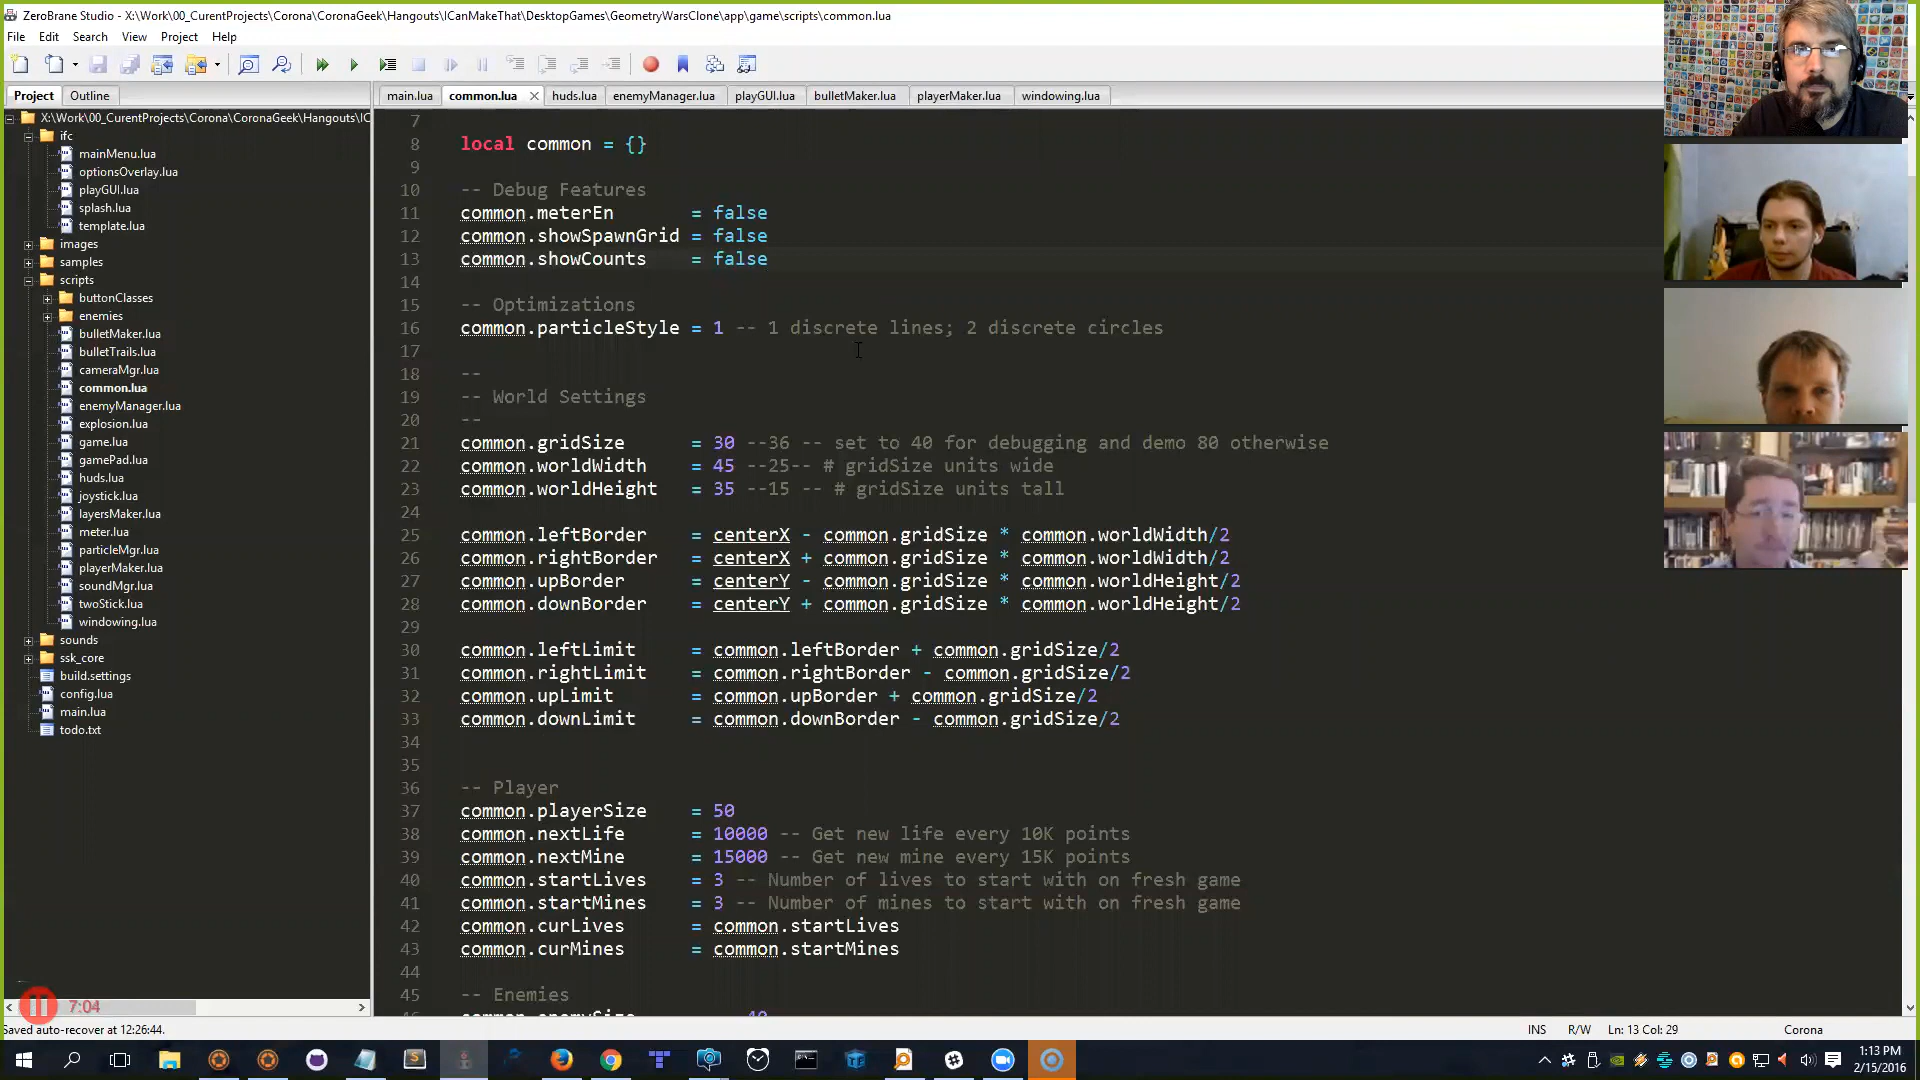 ZeroBrane Studio - X:\Work\00_CurentProjects\Corona\CoronaGeek\Hangouts\ICanMakeThat\DesktopGames\GeometryWarsClone\app\game\scripts\common.lua
File Edit Search View Project Help
Project Outline
main.lua common.lua huds.lua enemyManager.lua playGUI.lua bulletMaker.lua playerMaker.lua windowing.lua
X:\Work\00_CurentProjects\Corona\CoronaGeek\Hangouts\IC
ifc
mainMenu.lua
optionsOverlay.lua
playGUI.lua
splash.lua
template.lua
images
samples
scripts
buttonClasses
enemies
bulletMaker.lua
bulletTrails.lua
cameraMgr.lua
common.lua
enemyManager.lua
explosion.lua
game.lua
gamePad.lua
huds.lua
joystick.lua
layersMaker.lua
meter.lua
particleMgr.lua
playerMaker.lua
soundMgr.lua
twoStick.lua
windowing.lua
sounds
ssk_core
build.settings
config.lua
main.lua
todo.txt
7
8 local common = {}
9
10 -- Debug Features
11 common.meterEn = false
12 common.showSpawnGrid = false
13 common.showCounts = false
14
15 -- Optimizations
16 common.particleStyle = 1 -- 1 discrete lines; 2 discrete circles
17
18 --
19 -- World Settings
20 --
21 common.gridSize = 30 --36 -- set to 40 for debugging and demo 80 otherwise
22 common.worldWidth = 45 --25-- # gridSize units wide
23 common.worldHeight = 35 --15 -- # gridSize units tall
24
25 common.leftBorder = centerX - common.gridSize * common.worldWidth/2
26 common.rightBorder = centerX + common.gridSize * common.worldWidth/2
27 common.upBorder = centerY - common.gridSize * common.worldHeight/2
28 common.downBorder = centerY + common.gridSize * common.worldHeight/2
29
30 common.leftLimit = common.leftBorder + common.gridSize/2
31 common.rightLimit = common.rightBorder - common.gridSize/2
32 common.upLimit = common.upBorder + common.gridSize/2
33 common.downLimit = common.downBorder - common.gridSize/2
34
35
36 -- Player
37 common.playerSize = 50
38 common.nextLife = 10000 -- Get new life every 10K points
39 common.nextMine = 15000 -- Get new mine every 15K points
40 common.startLives = 3 -- Number of lives to start with on fresh game
41 common.startMines = 3 -- Number of mines to start with on fresh game
42 common.curLives = common.startLives
43 common.curMines = common.startMines
44
45 -- Enemies
7:04
Saved auto-recover at 12:26:44.
INS R/W Ln: 13 Col: 29 Corona
1:13 PM
2/15/2016